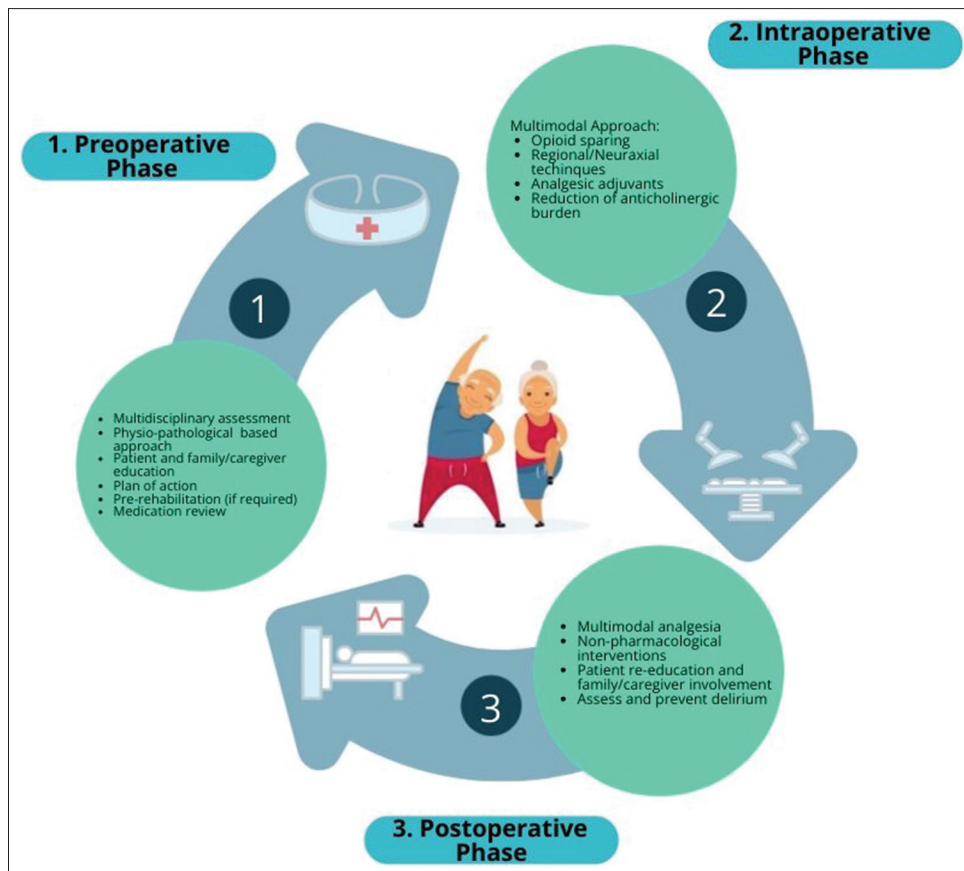 1. Preoperative
Phase
1
• Multidisciplinary assessment
• Physio-pathological based
approach
• Patient and family/caregiver
education
• Plan of action
• Pre-rehabilitation (if required)
• Medication review
2. Intraoperative
Phase
Multimodal Approach:
• Opioid sparing
• Regional/Neuraxial
techinques
• Analgesic adjuvants
• Reduction of anticholinergic
burden
2
• Multimodal analgesia
• Non-pharmacological
interventions
• Patient re-education and
family/caregiver involvement
• Assess and prevent delirium
3
3. Postoperative
Phase